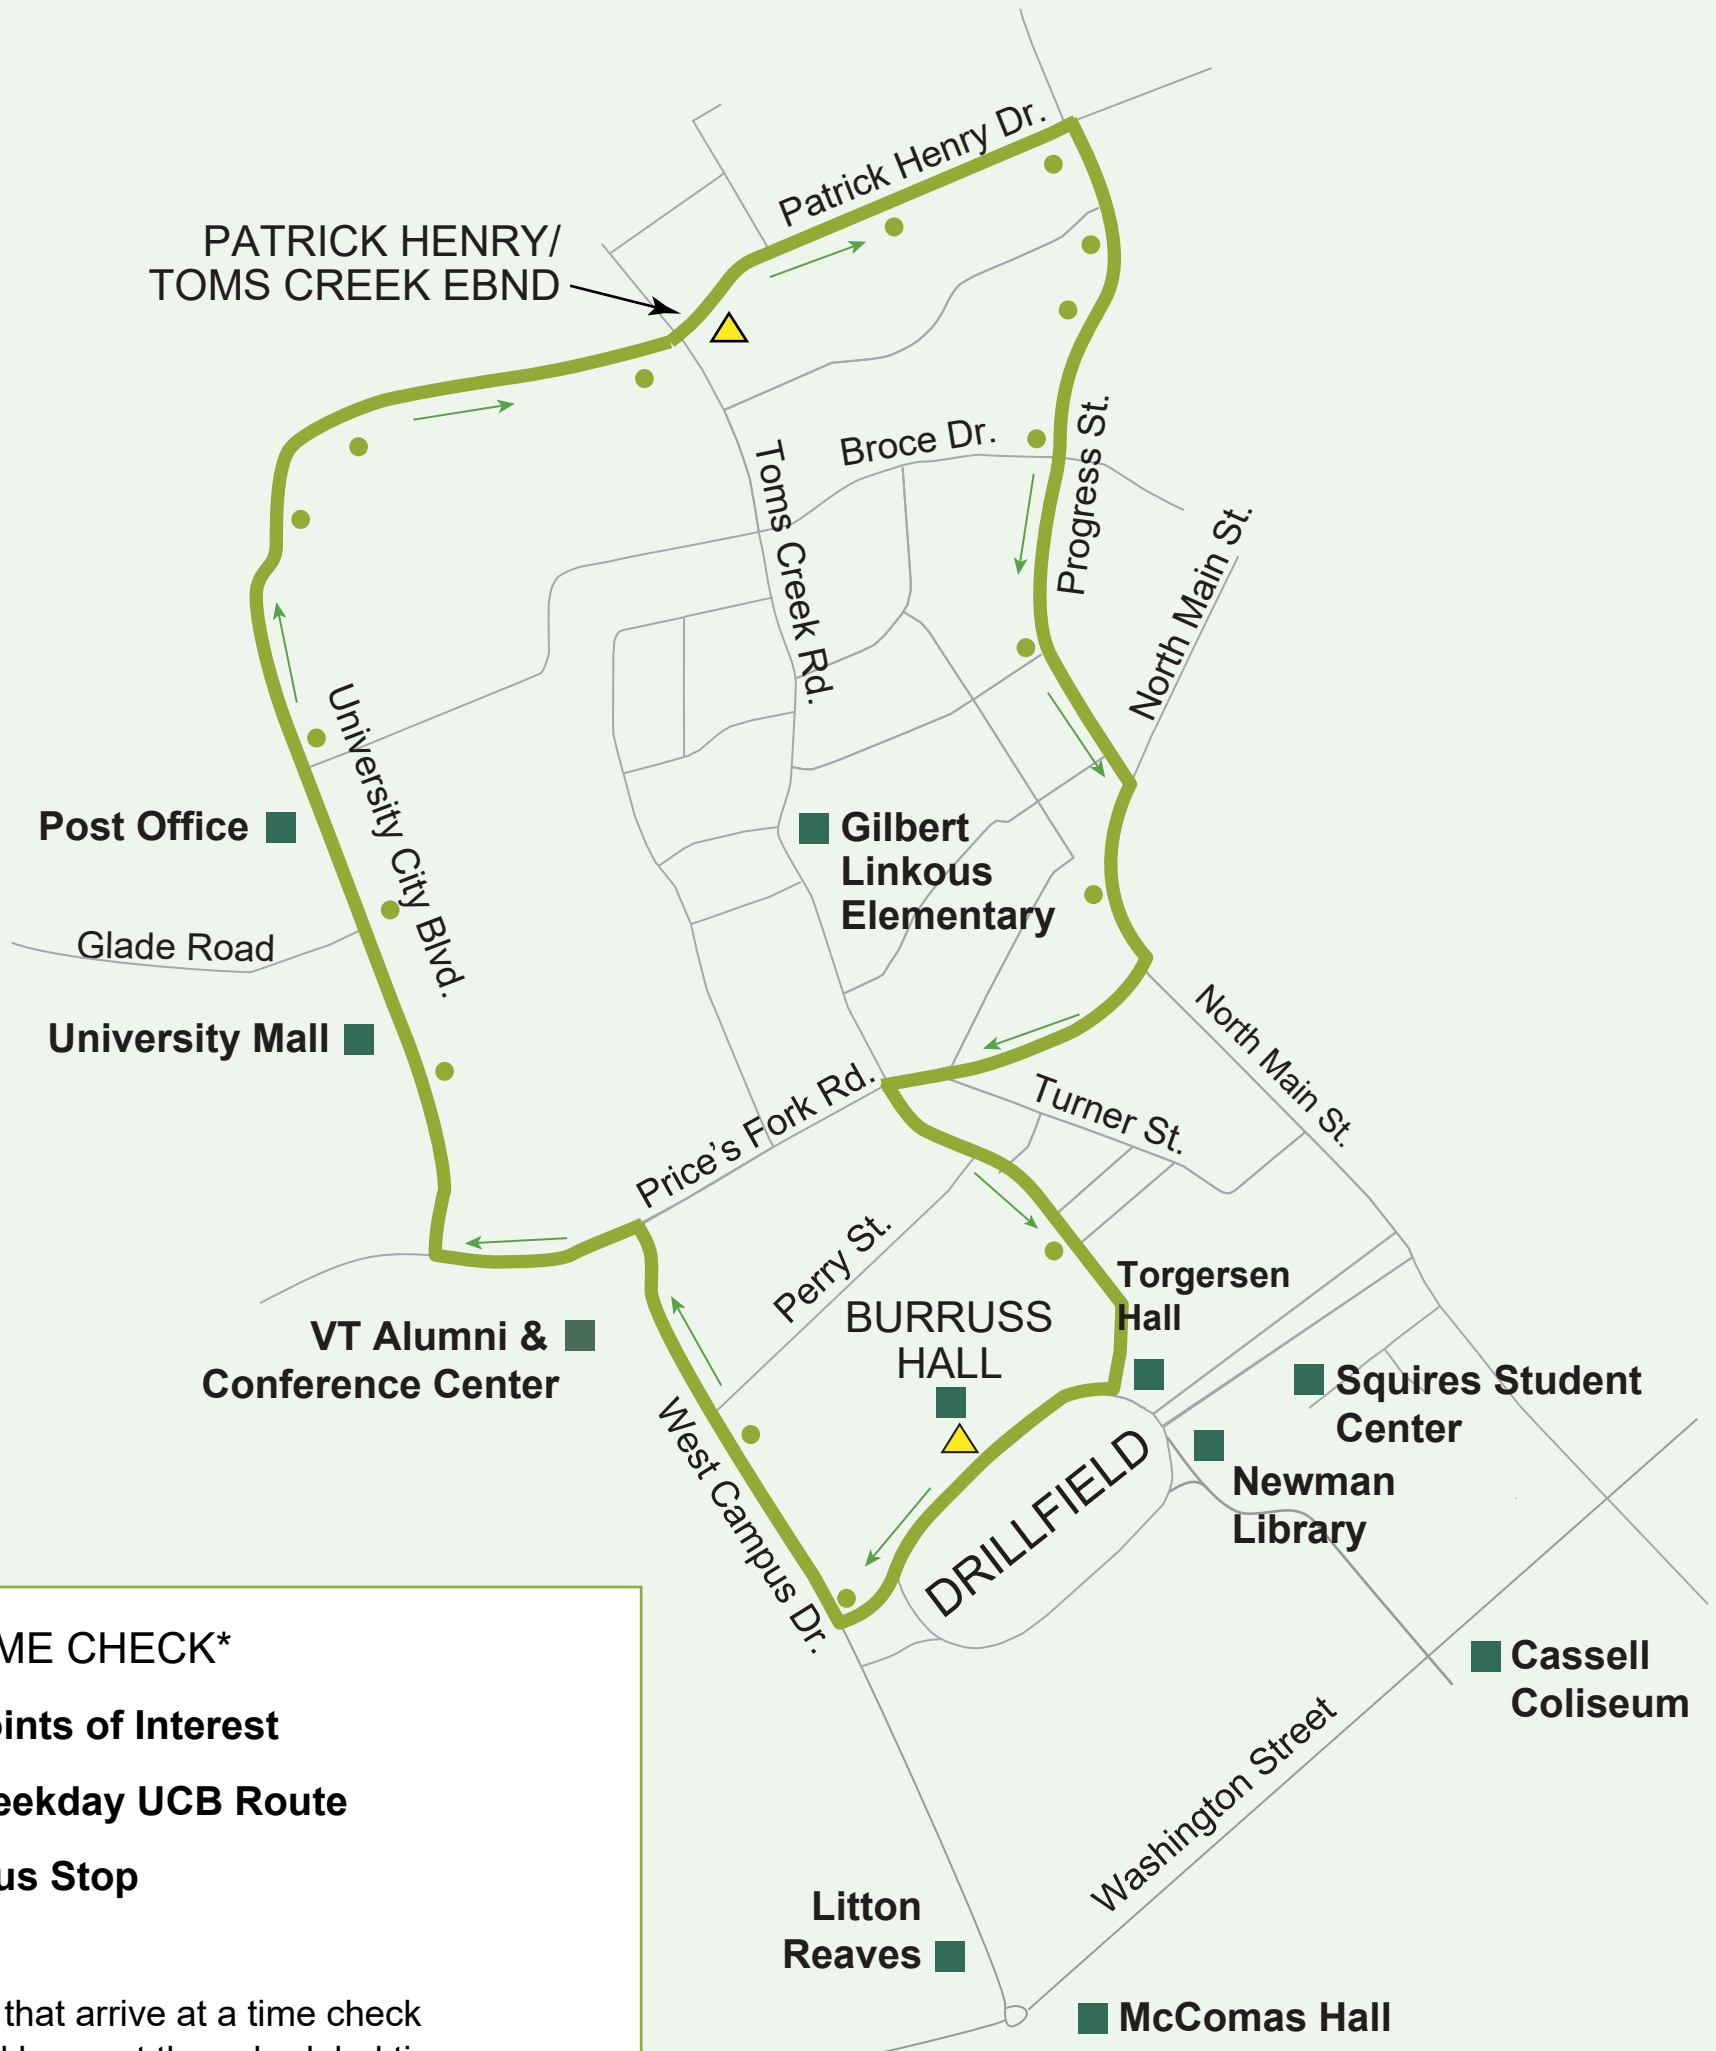 Patrick Henry Dr.
PATRICK HENRY/
TOMS CREEK EBND
Broce Dr.
Toms Creek Rd.
Progress St.
North Main St.
University City Blvd.
Post Office
Gilbert
Linkous
Elementary
Glade Road
University Mall
North Main St.
Price's Fork Rd.
Turner St.
Perry St.
Torgersen
Hall
BURRUSS
HALL
VT Alumni &
Conference Center
Squires Student
Center
West Campus Dr.
DRILLFIELD
Newman
Library
ME CHECK*
ints of Interest
eekday UCB Route
us Stop
that arrive at a time check
Cassell
Coliseum
Washington Street
Litton
Reaves
McComas Hall